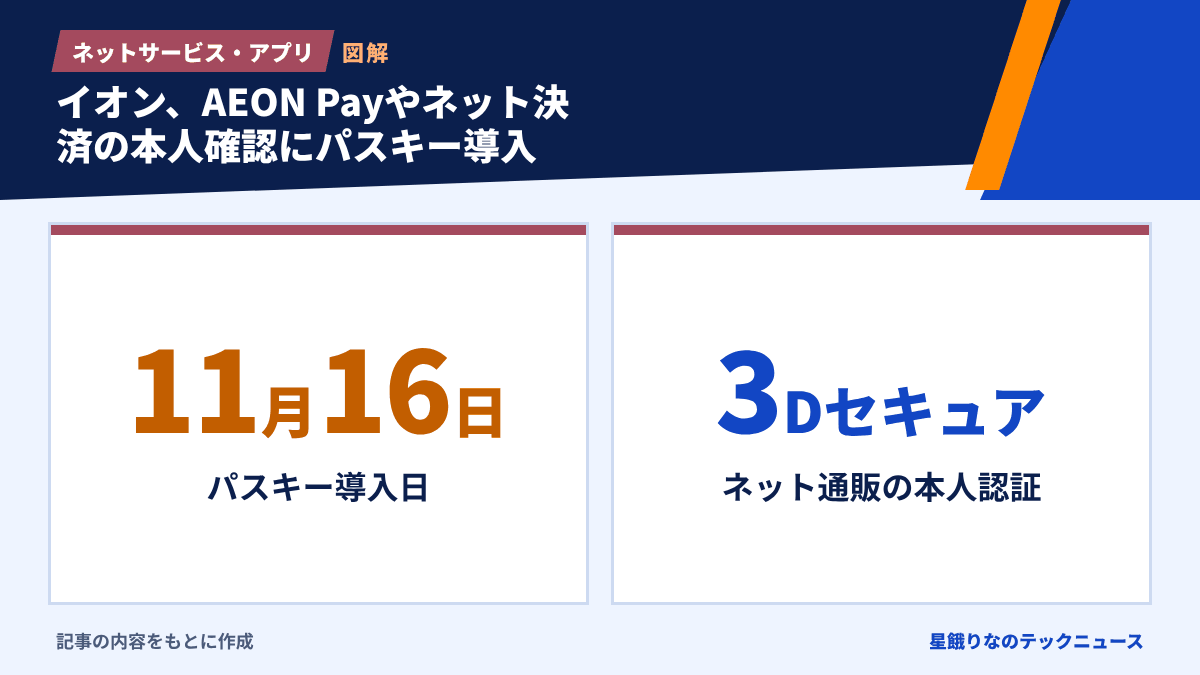 ネットサービス・アプリ 図解
イオン、AEON Payやネット決
済の本人確認にパスキー導入
11月16日
パスキー導入日
3Dセキュア
ネット通販の本人認証
記事の内容をもとに作成
星餓りなのテックニュース